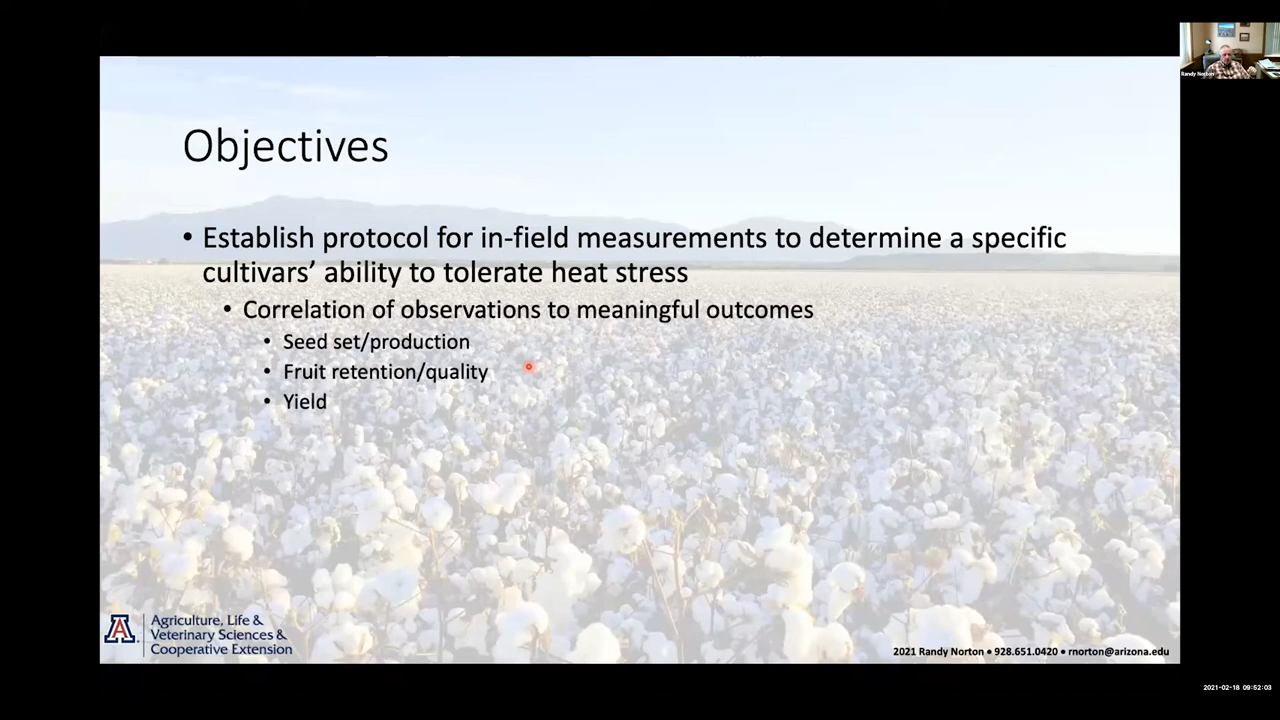 Randy Norton
Objectives
• Establish protocol for in-field measurements to determine a specific
cultivars’ ability to tolerate heat stress
• Correlation of observations to meaningful outcomes
• Seed set/production
• Fruit retention/quality
• Yield
A
Agriculture, Life &
Veterinary Sciences &
Cooperative Extension
2021 Randy Norton • 928.651.0420 • rnorton@arizona.edu
2021-02-18 09:52:03